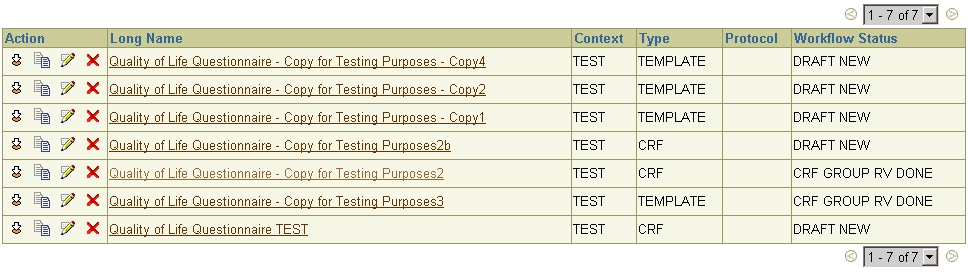 1 - 7 of 7
Action Long Name Context Type Protocol Workflow Status
Quality of Life Questionnaire - Copy for Testing Purposes - Copy4 TEST TEMPLATE DRAFT NEW
Quality of Life Questionnaire - Copy for Testing Purposes - Copy2 TEST TEMPLATE DRAFT NEW
Quality of Life Questionnaire - Copy for Testing Purposes - Copy1 TEST TEMPLATE DRAFT NEW
Quality of Life Questionnaire - Copy for Testing Purposes2b TEST CRF DRAFT NEW
Quality of Life Questionnaire - Copy for Testing Purposes2 TEST CRF CRF GROUP RV DONE
Quality of Life Questionnaire - Copy for Testing Purposes3 TEST TEMPLATE CRF GROUP RV DONE
Quality of Life Questionnaire TEST TEST CRF DRAFT NEW
1 - 7 of 7